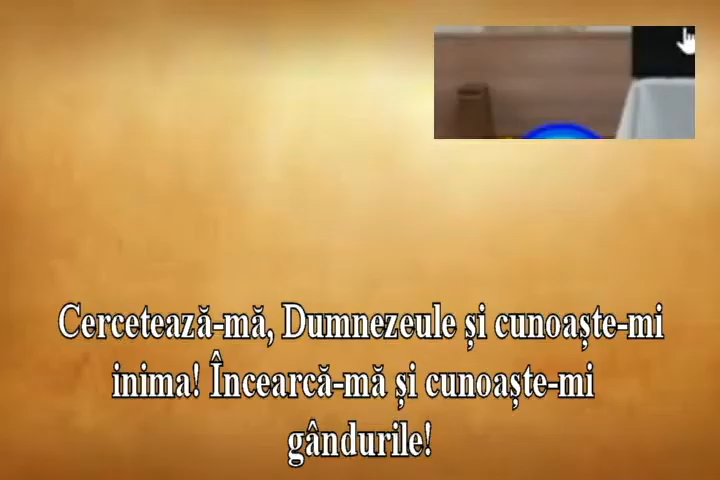 Cercetează-mă, Dumnezeule și cunoaște-mi
inima! Încearcă-mă și cunoaște-mi
gândurile!